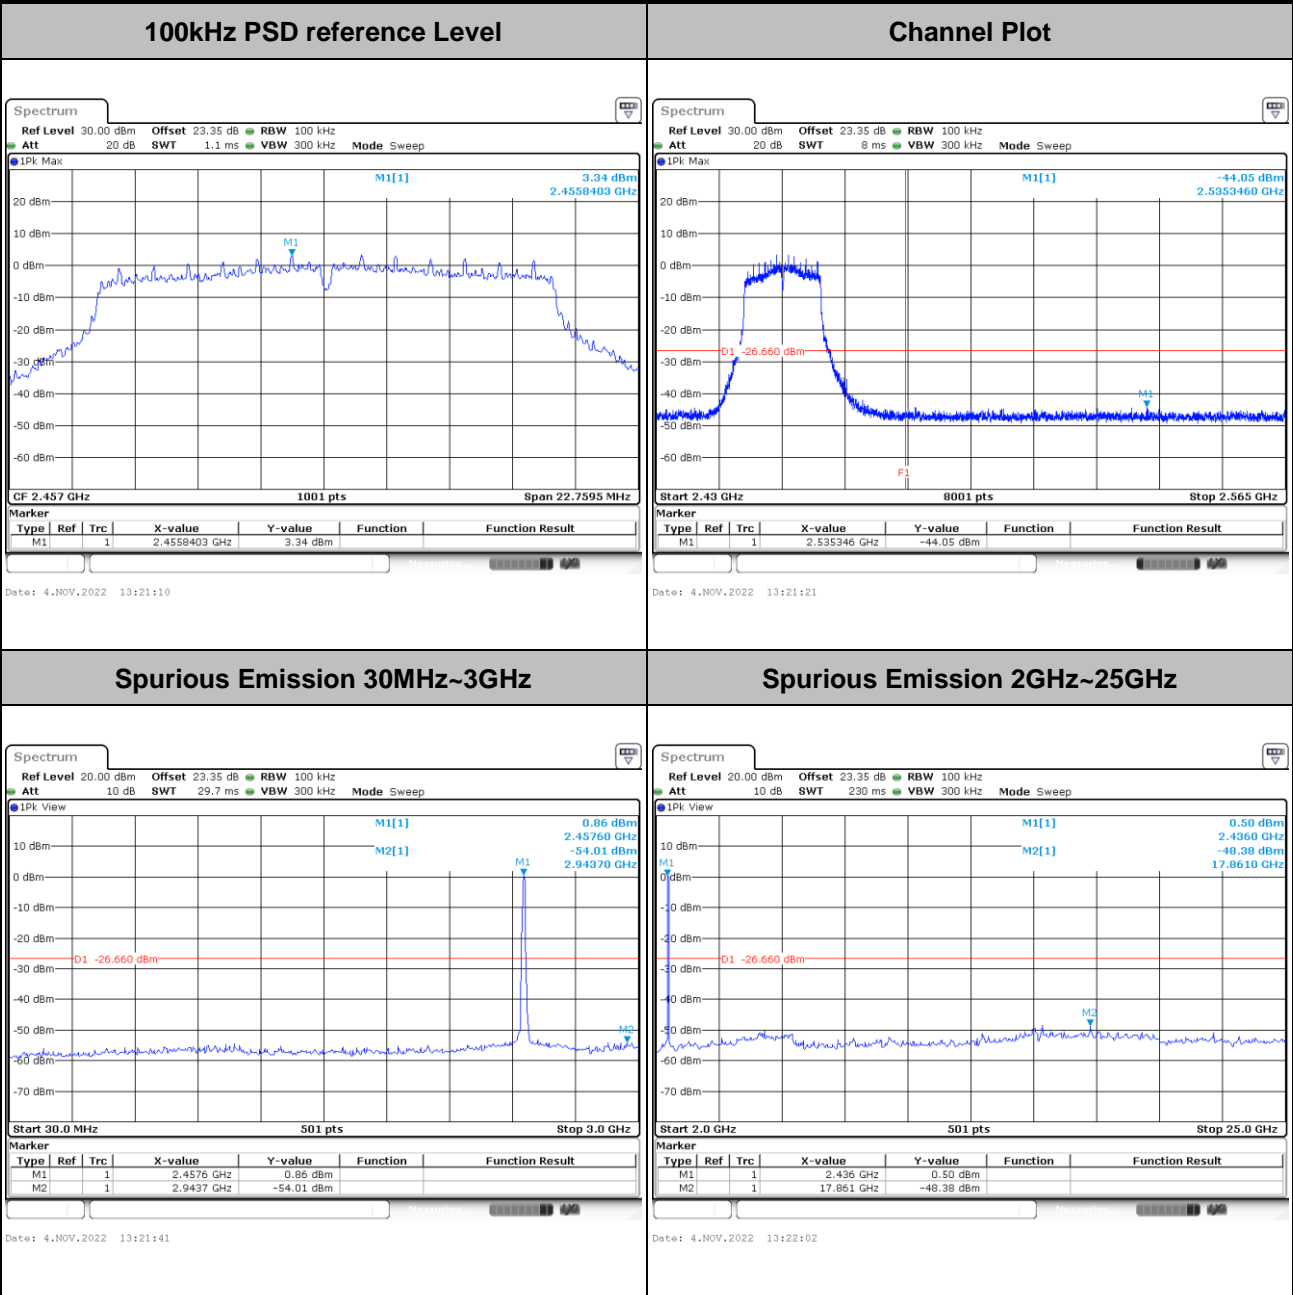 100kHz PSD reference Level
Spectrum
Ref Level 30.00 dBm Offset 23.35 dB RBW 100 kHz
Att 20 dB SWT 1.1 ms VBW 300 kHz Mode Sweep
1Pk Max
M1[1] 3.34 dBm
2.4558403 GHz
20 dBm
10 dBm
M1
0 dBm
-10 dBm
-20 dBm
-30 dBm
-40 dBm
-50 dBm
-60 dBm
CF 2.457 GHz 1001 pts Span 22.7595 MHz
Marker
Type Ref Trc X-value Y-value Function Function Result
M1 1 2.4558403 GHz 3.34 dBm
Measuring
Date: 4.NOV.2022 13:21:10
Channel Plot
Spectrum
Ref Level 30.00 dBm Offset 23.35 dB RBW 100 kHz
Att 20 dB SWT 8 ms VBW 300 kHz Mode Sweep
1Pk Max
M1[1] -44.05 dBm
2.5353460 GHz
20 dBm
10 dBm
0 dBm
-10 dBm
-20 dBm
D1 -26.660 dBm
-30 dBm
-40 dBm
M1
-50 dBm
-60 dBm
F1
Start 2.43 GHz 8001 pts Stop 2.565 GHz
Marker
Type Ref Trc X-value Y-value Function Function Result
M1 1 2.535346 GHz -44.05 dBm
Measuring
Date: 4.NOV.2022 13:21:21
Spurious Emission 30MHz~3GHz
Spectrum
Ref Level 20.00 dBm Offset 23.35 dB RBW 100 kHz
Att 10 dB SWT 29.7 ms VBW 300 kHz Mode Sweep
1Pk View
M1[1] 0.86 dBm
2.45760 GHz
M2[1] -54.01 dBm
2.94370 GHz
10 dBm
M1
0 dBm
-10 dBm
-20 dBm
D1 -26.660 dBm
-30 dBm
-40 dBm
-50 dBm
M2
-60 dBm
-70 dBm
Start 30.0 MHz 501 pts Stop 3.0 GHz
Marker
Type Ref Trc X-value Y-value Function Function Result
M1 1 2.4576 GHz 0.86 dBm
M2 1 2.9437 GHz -54.01 dBm
Measuring
Date: 4.NOV.2022 13:21:41
Spurious Emission 2GHz~25GHz
Spectrum
Ref Level 20.00 dBm Offset 23.35 dB RBW 100 kHz
Att 10 dB SWT 230 ms VBW 300 kHz Mode Sweep
1Pk View
M1[1] 0.50 dBm
2.4360 GHz
M2[1] -48.38 dBm
17.8610 GHz
10 dBm
M1
0 dBm
-10 dBm
-20 dBm
D1 -26.660 dBm
-30 dBm
-40 dBm
M2
-50 dBm
-60 dBm
-70 dBm
Start 2.0 GHz 501 pts Stop 25.0 GHz
Marker
Type Ref Trc X-value Y-value Function Function Result
M1 1 2.436 GHz 0.50 dBm
M2 1 17.861 GHz -48.38 dBm
Measuring
Date: 4.NOV.2022 13:22:02